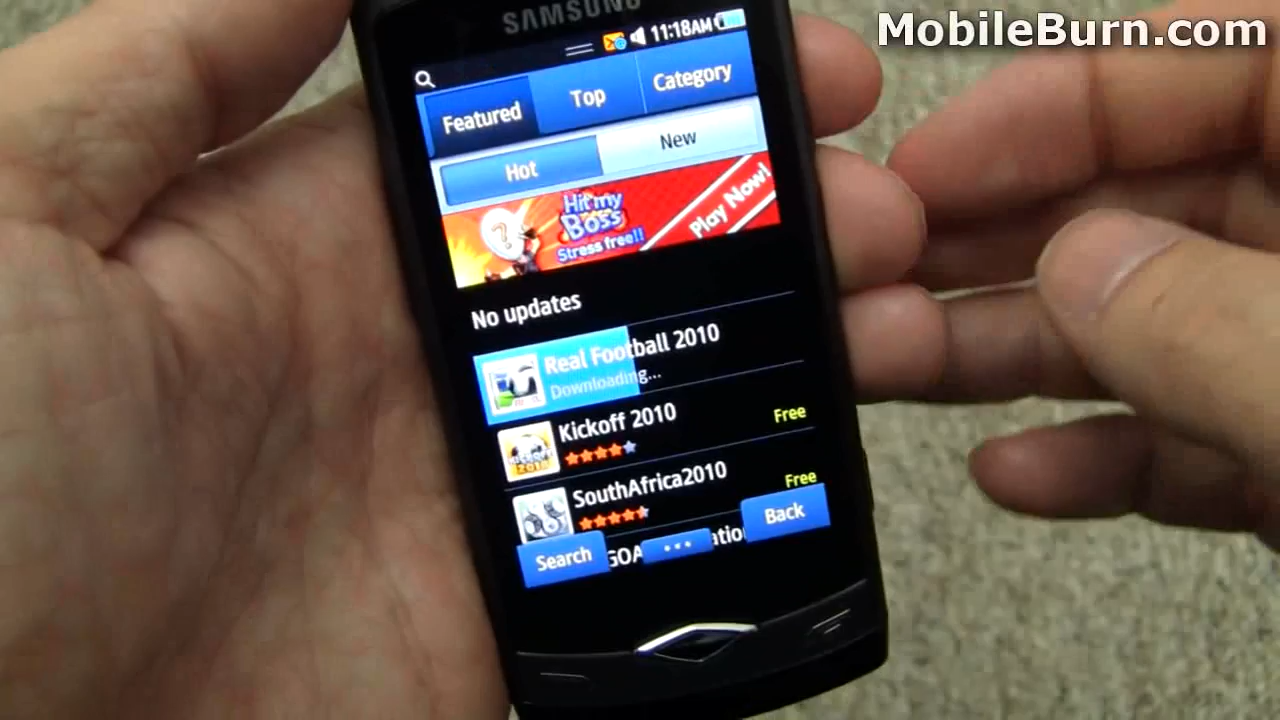 MobileBurn.com
SAMSUNG
11:18AM
Featured
Top
Category
Hot
New
Hit my
Boss
Stress free!!
Play Now!
No updates
Real Football 2010
Downloading...
Kickoff 2010
Free
SouthAfrica2010
Free
Search
...
Back